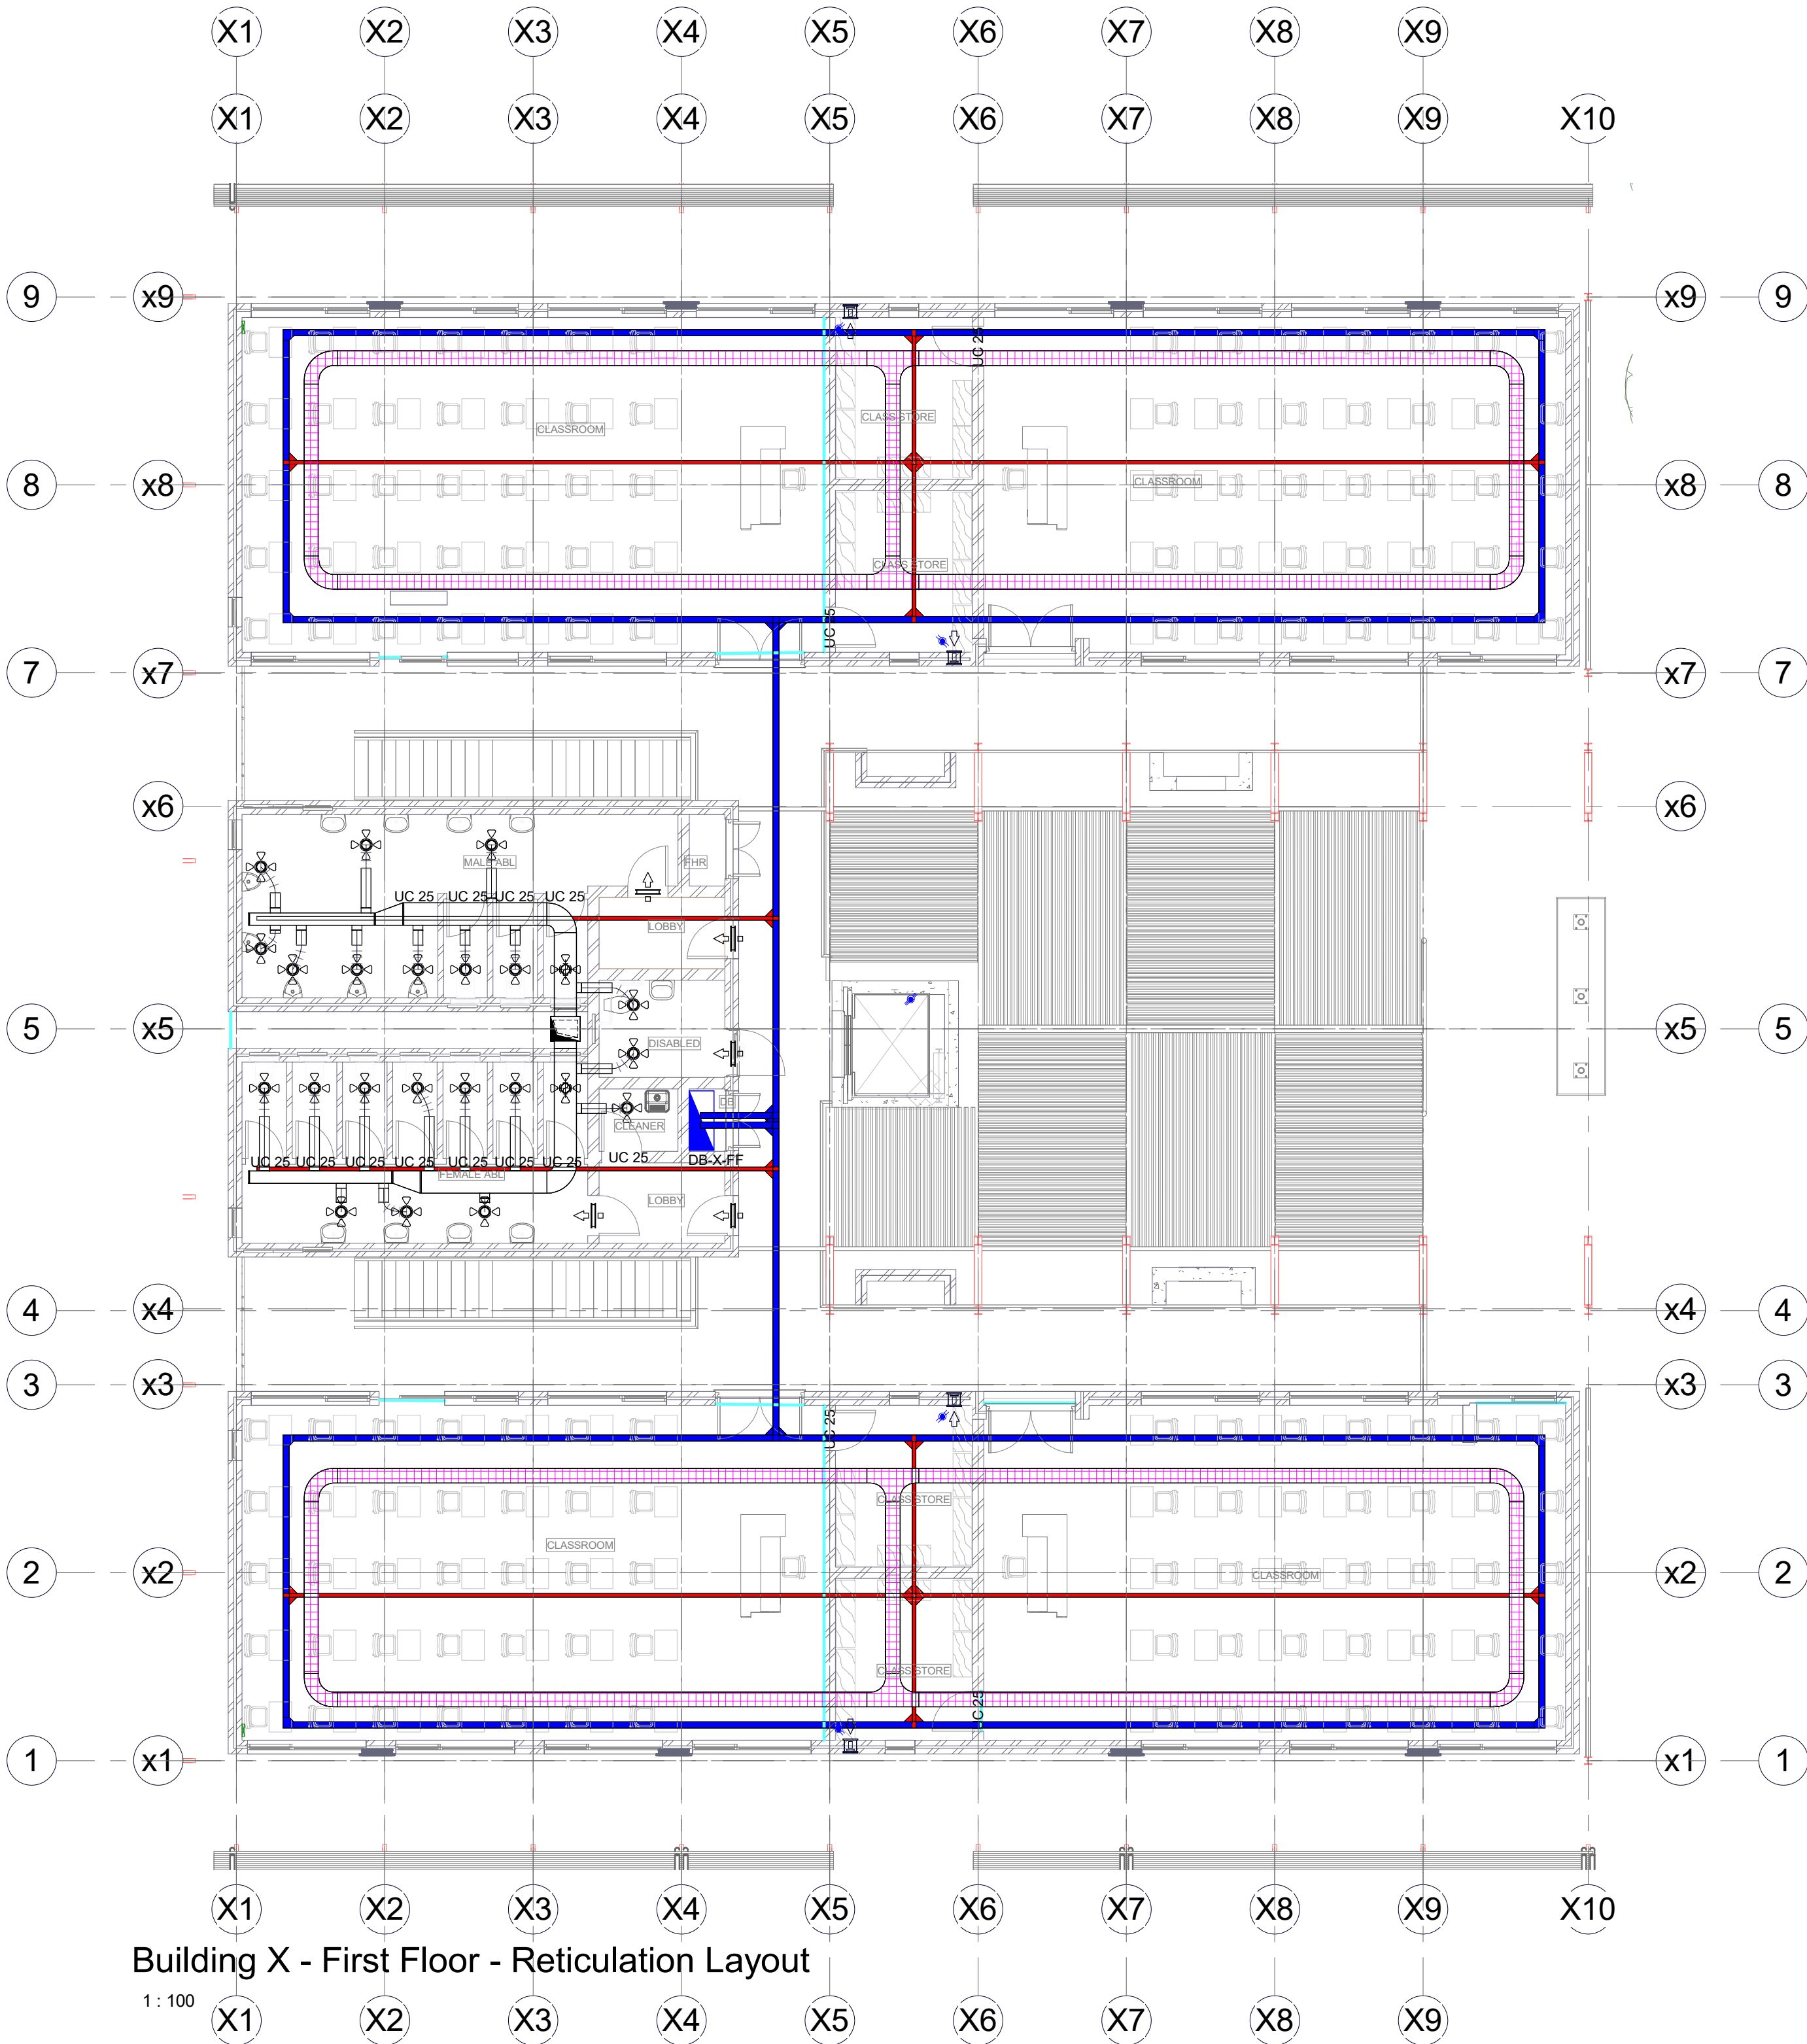 X1 X2 X3 X4 X5 X6 X7 X8 X9
X1 X2 X3 X4 X5 X6 X7 X8 X9 X10
9 x9 x9 9
UC 25
CLASS STORE
CLASSROOM
8 x8 CLASSROOM x8 8
CLASS STORE
UC 25
7 x7 x7 7
x6 x6
MALE ABL FHR
UC 25 UC 25 UC 25 UC 25
LOBBY
5 x5 x5 5
DISABLED
DB
CLEANER
UC 25 UC 25 UC 25 UC 25 UC 25 UC 25 UC 25 UC 25 DB-X-FF
FEMALE ABL
LOBBY
4 x4 x4 4
3 x3 x3 3
UC 25
CLASS STORE
CLASSROOM
2 x2 CLASSROOM x2 2
CLASS STORE
C25
1 x1 x1 1
X1 X2 X3 X4 X5 X6 X7 X8 X9 X10
Building X - First Floor - Reticulation Layout
1 : 100
X1 X2 X3 X4 X5 X6 X7 X8 X9